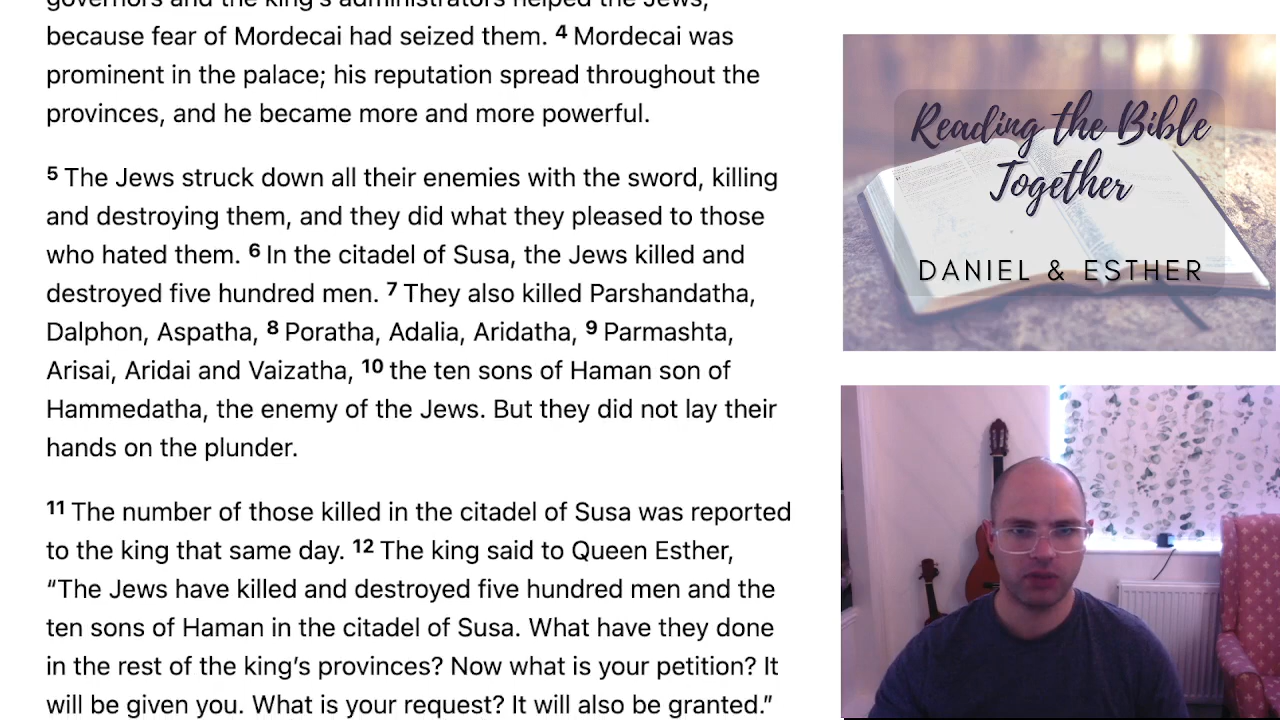 governors and the king's administrators helped the Jews,
because fear of Mordecai had seized them. 4 Mordecai was
prominent in the palace; his reputation spread throughout the
provinces, and he became more and more powerful.
5 The Jews struck down all their enemies with the sword, killing
and destroying them, and they did what they pleased to those
who hated them. 6 In the citadel of Susa, the Jews killed and
destroyed five hundred men. 7 They also killed Parshandatha,
Dalphon, Aspatha, 8 Poratha, Adalia, Aridatha, 9 Parmashta,
Arisai, Aridai and Vaizatha, 10 the ten sons of Haman son of
Hammedatha, the enemy of the Jews. But they did not lay their
hands on the plunder.
11 The number of those killed in the citadel of Susa was reported
to the king that same day. 12 The king said to Queen Esther,
“The Jews have killed and destroyed five hundred men and the
ten sons of Haman in the citadel of Susa. What have they done
in the rest of the king’s provinces? Now what is your petition? It
will be given you. What is your request? It will also be granted.”
Reading the Bible
Together
DANIEL & ESTHER